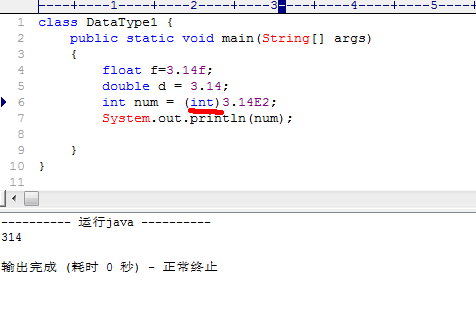 ----+----1----+----2----+----3----+----4----+----5--
1 class DataType1 {
2 public static void main(String[] args)
3 {
4 float f=3.14f;
5 double d = 3.14;
6 int num = (int)3.14E2;
7 System.out.println(num);
8
9 }
10 }
11
---------- 运行java ----------
314
输出完成 (耗时 0 秒) - 正常终止